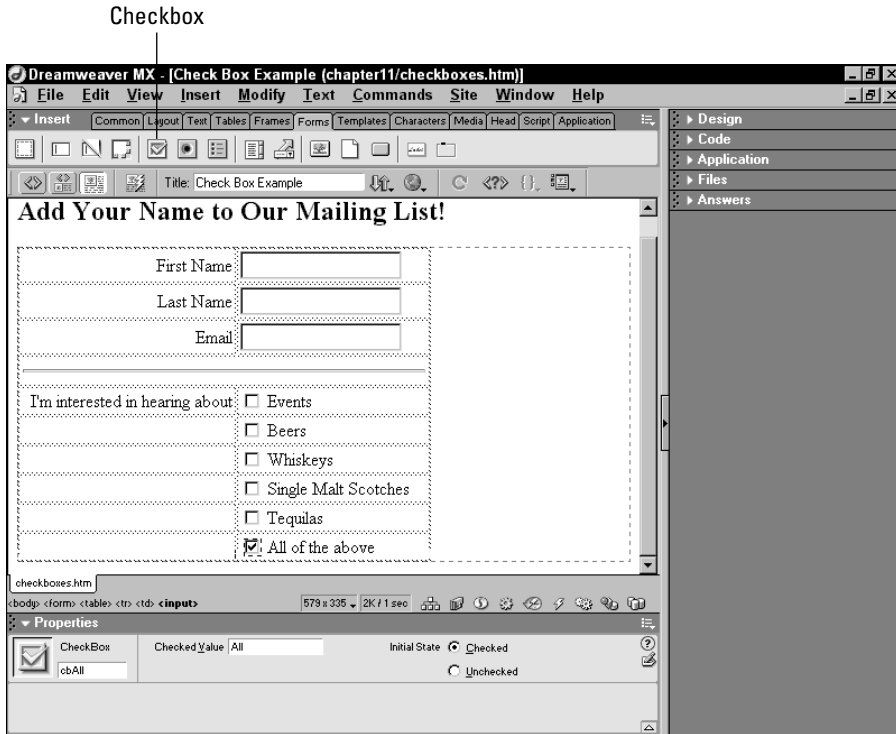 Checkbox
Dreamweaver MX - [Check Box Example (chapter11/checkboxes.htm)]
File Edit View Insert Modify Text Commands Site Window Help
Insert Common Layout Text Tables Frames Forms Templates Characters Media Head Script Application
Title: Check Box Example
Design
Code
Application
Files
Answers
Add Your Name to Our Mailing List!
First Name
Last Name
Email
I'm interested in hearing about Events
Beers
Whiskeys
Single Malt Scotches
Tequilas
All of the above
checkboxes.htm
<body> <form> <table> <tr> <td> <input> 579 x 335 2K / 1 sec
Properties
CheckBox Checked Value All Initial State Checked
cbAll Unchecked